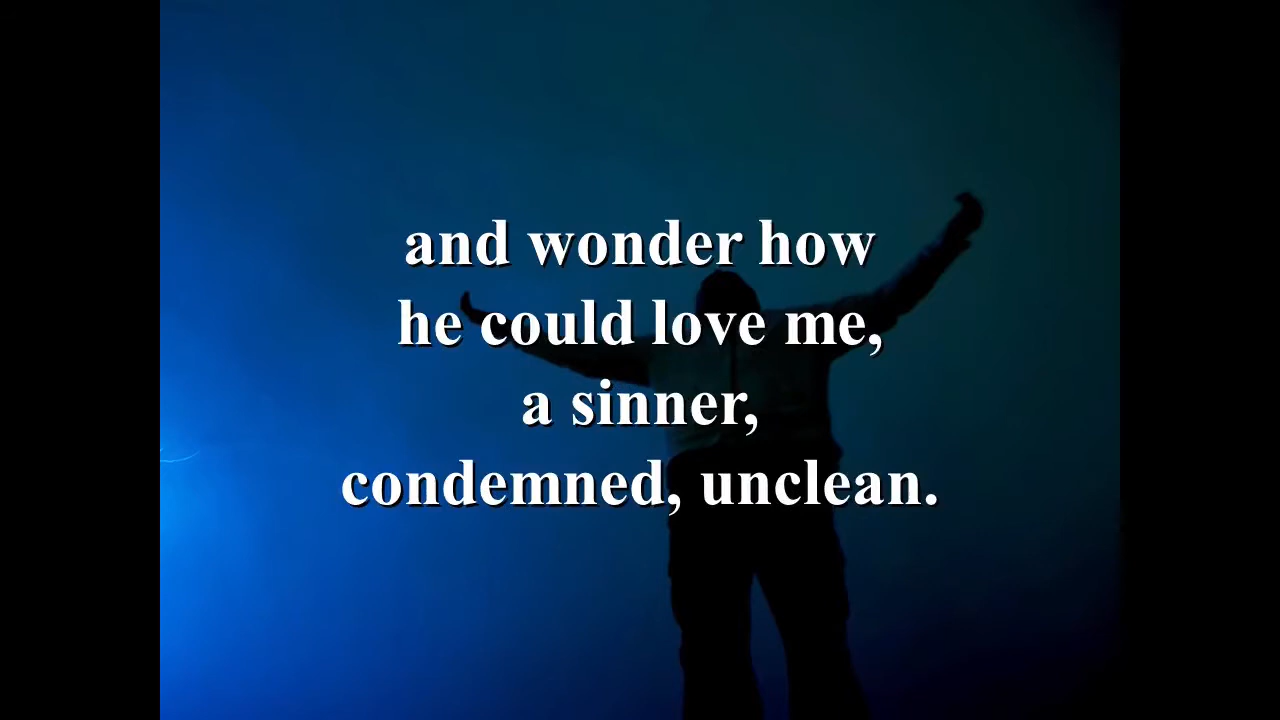 and wonder how
he could love me,
a sinner,
condemned, unclean.